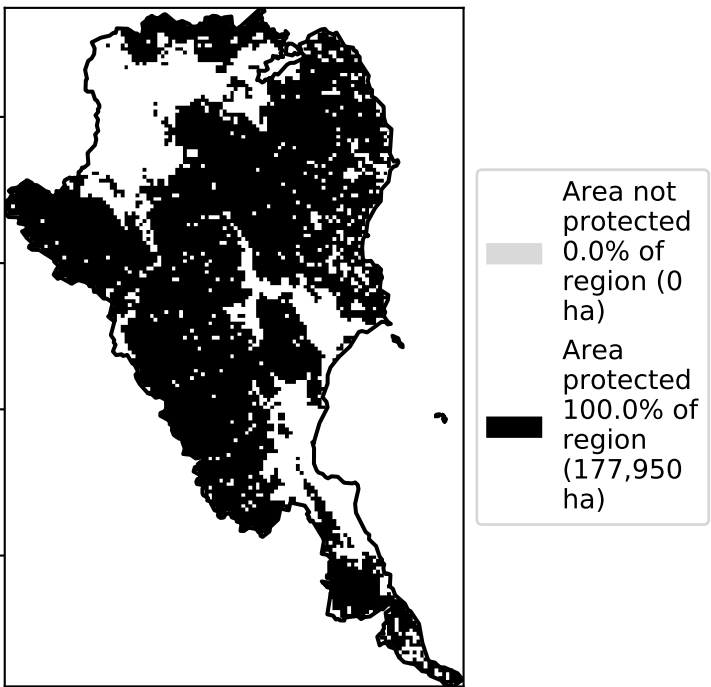 Area not
protected
0.0% of
region (0
ha)
Area
protected
100.0% of
region
(177,950
ha)